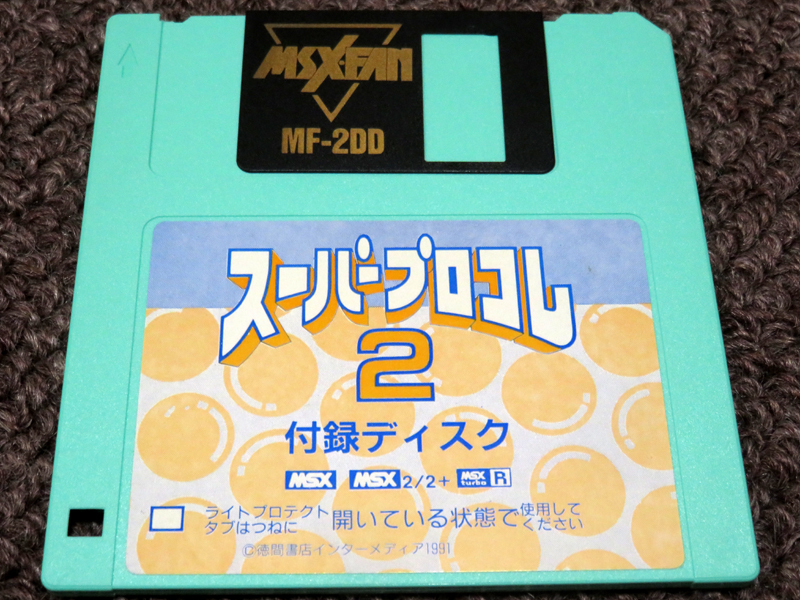 MSX・FAN
MF-2DD
スーパープロコレ
2
付録ディスク
MSX MSX 2/2+ MSX turbo R
ライトプロテクト
タブはつねに 開いている状態で 使用して
ください
©徳間書店インターメディア1991